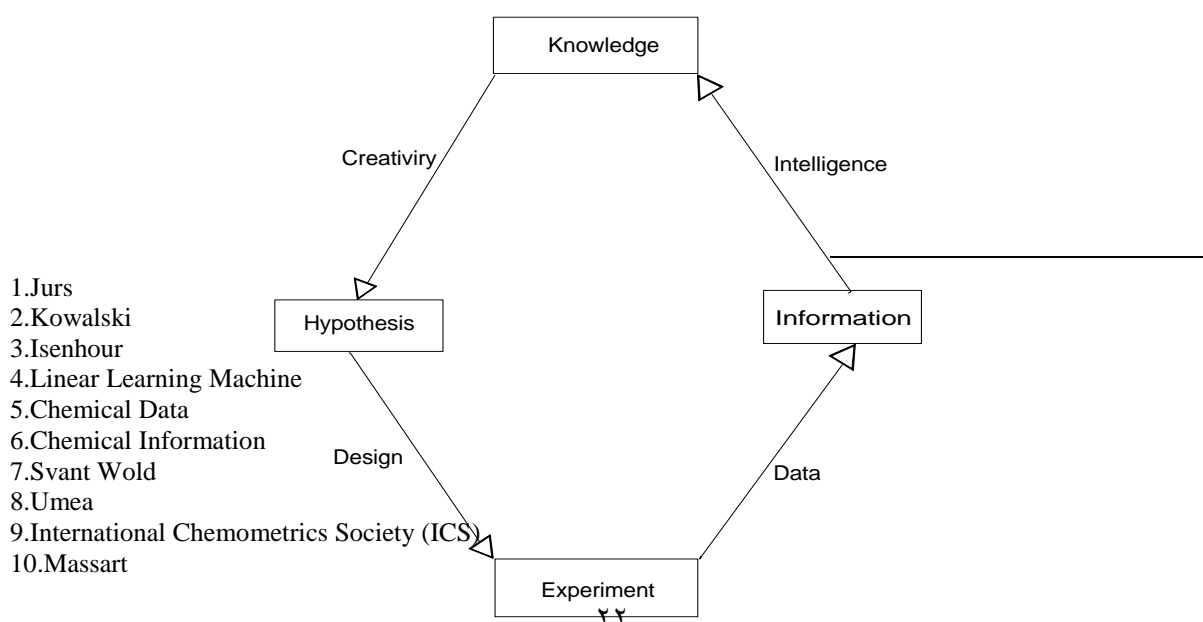 Knowledge
Creativiry
Intelligence
Hypothesis
Information
Design
Data
Experiment
1.Jurs
2.Kowalski
3.Isenhour
4.Linear Learning Machine
5.Chemical Data
6.Chemical Information
7.Svant Wold
8.Umea
9.International Chemometrics Society (ICS)
10.Massart
۲۲